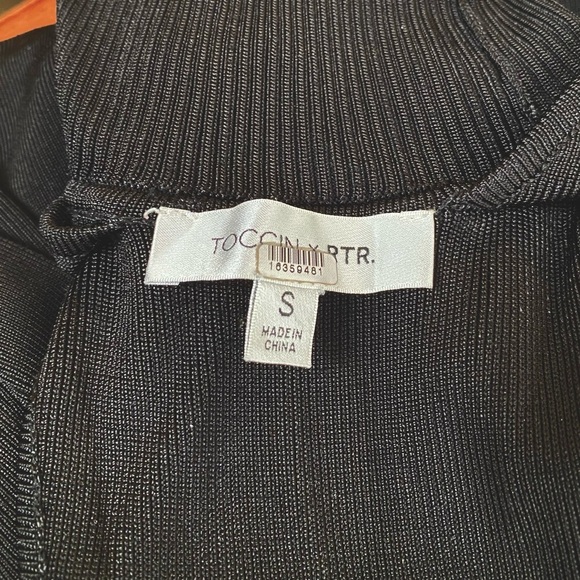 TOCCIN X RTR.
16359481
S
MADE IN
CHINA